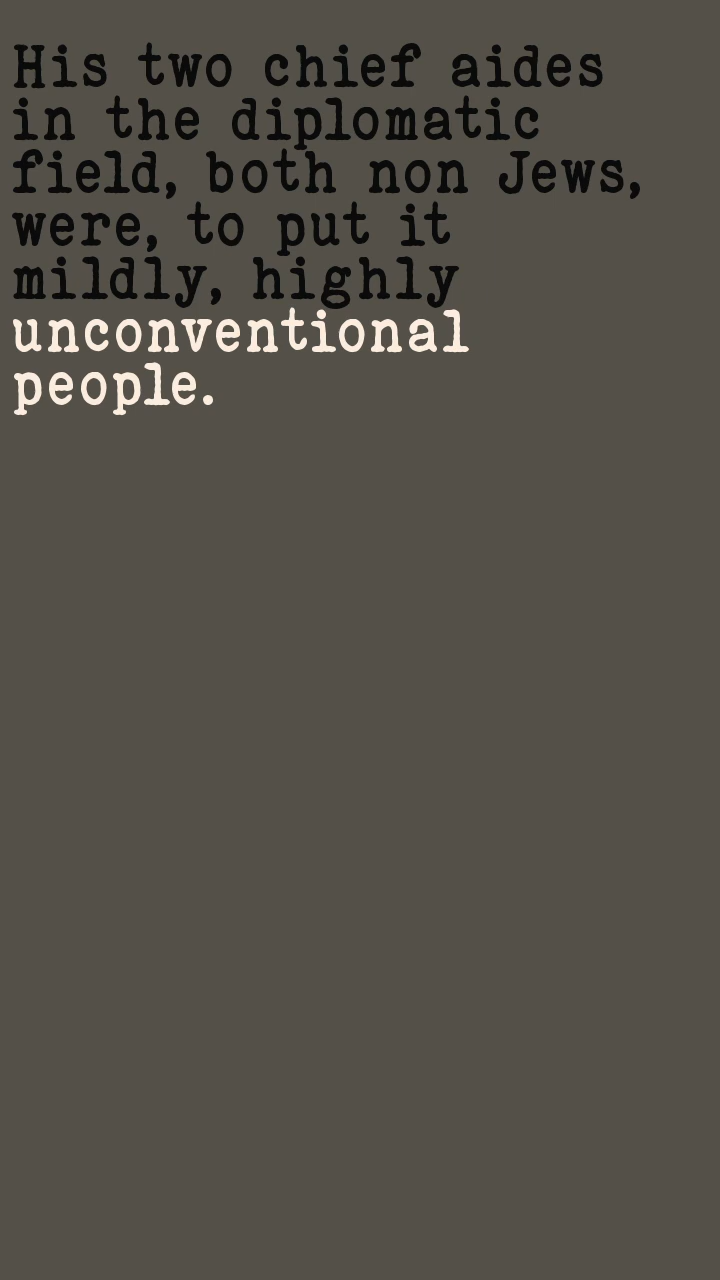 His two chief aides
in the diplomatic
field, both non Jews,
were, to put it
mildly, highly
unconventional
people.